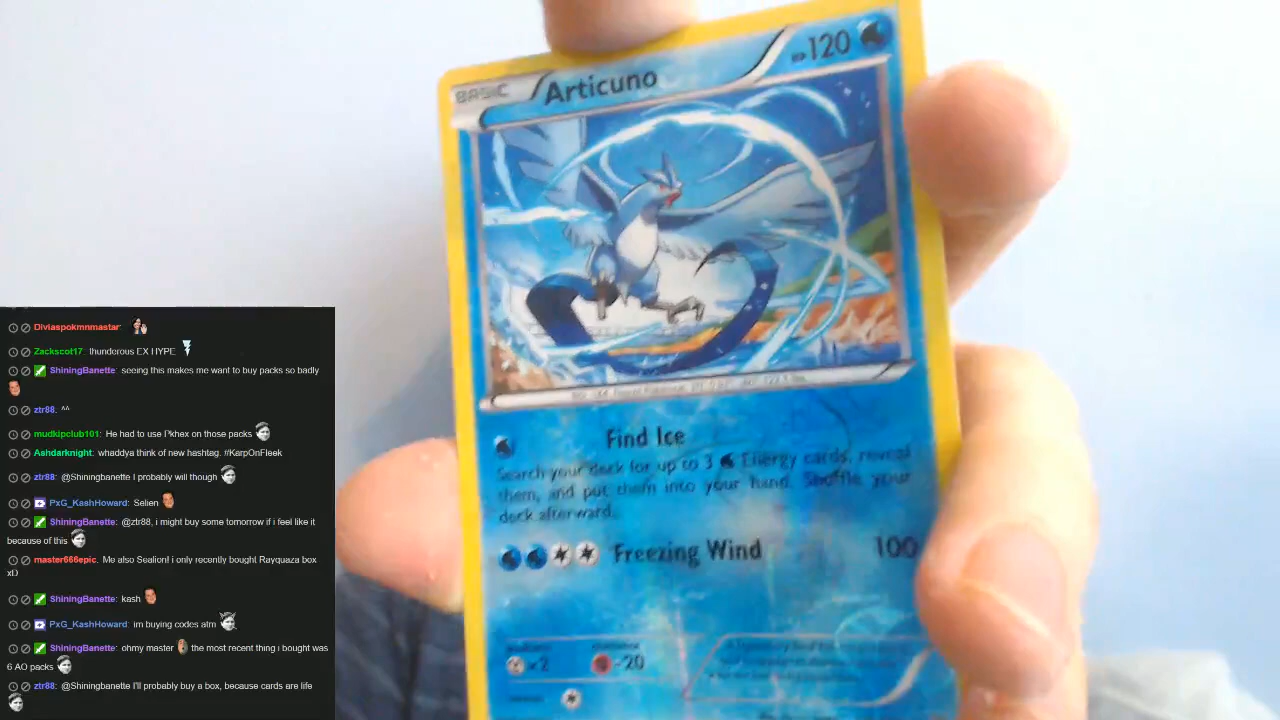 BASIC Articuno HP120
Find Ice
Search your deck for up to 3 Energy cards, reveal
them, and put them into your hand. Shuffle your
deck afterward.
Freezing Wind 100
×2 -20
Diviaspokmnmastar:
Zackscot17: thunderous EX HYPE
ShiningBanette: seeing this makes me want to buy packs so badly
ztr88: ^^
mudkipclub101: He had to use Pkhex on those packs
Ashdarknight: whaddya think of new hashtag. #KarpOnFleek
ztr88: @Shiningbanette I probably will though
PxG_KashHoward: Selien
ShiningBanette: @ztr88, i might buy some tomorrow if i feel like it
because of this
master666epic: Me also Sealion! i only recently bought Rayquaza box
xD
ShiningBanette: kash
PxG_KashHoward: im buying codes atm
ShiningBanette: ohmy master the most recent thing i bought was
6 AO packs
ztr88: @Shiningbanette I'll probably buy a box, because cards are life